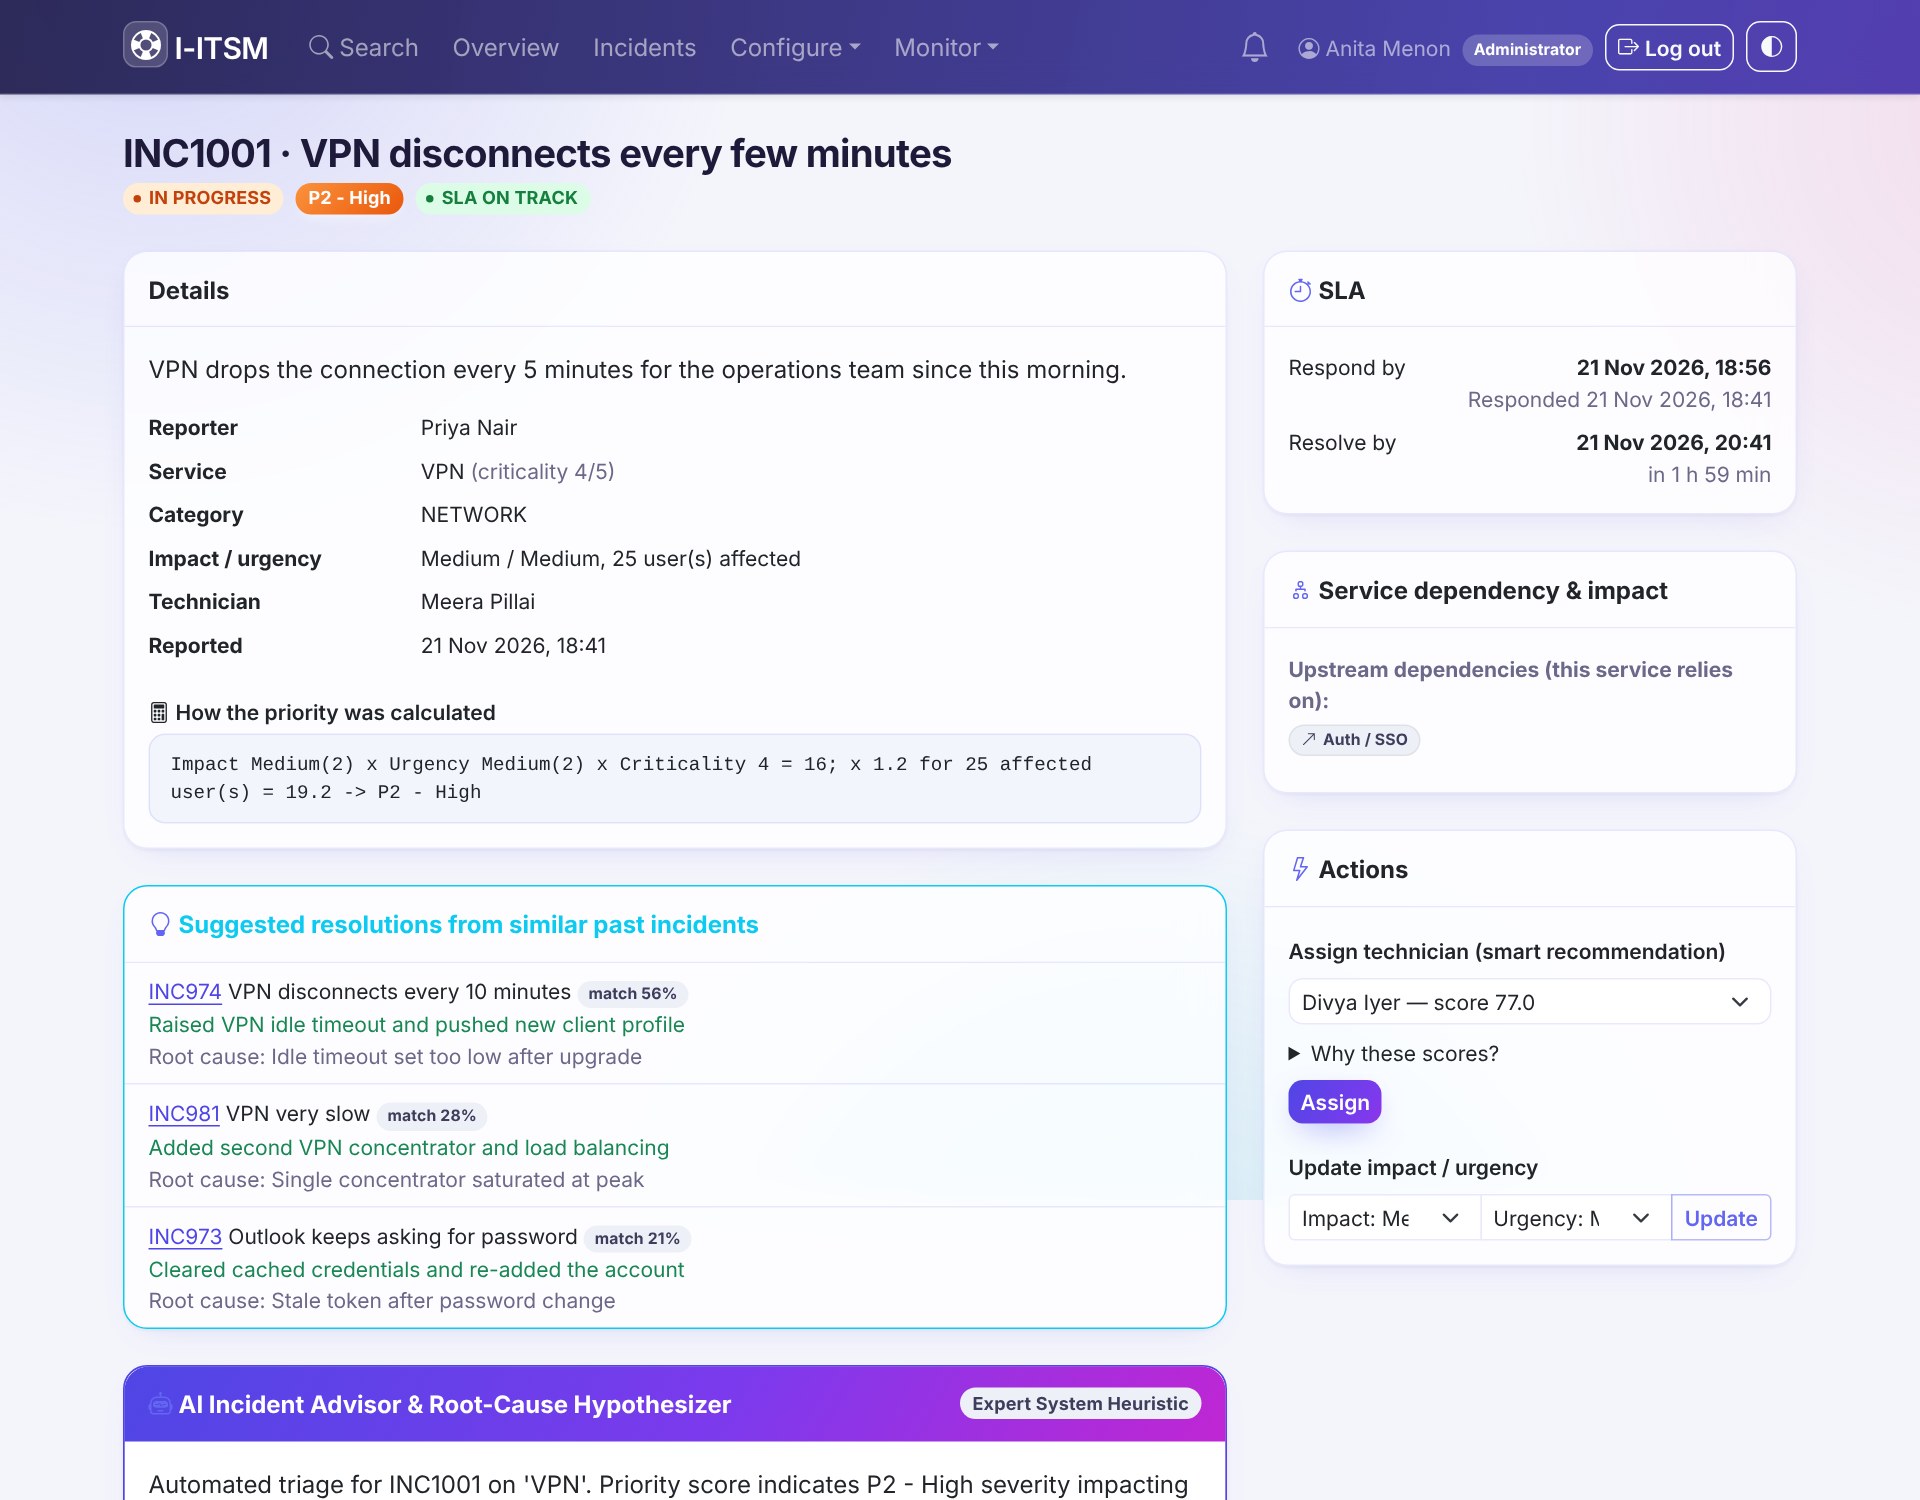 I-ITSM Search Overview Incidents Configure Monitor Anita Menon Administrator Log out
INC1001 · VPN disconnects every few minutes
IN PROGRESS P2 - High SLA ON TRACK
Details
VPN drops the connection every 5 minutes for the operations team since this morning.
Reporter Priya Nair
Service VPN (criticality 4/5)
Category NETWORK
Impact / urgency Medium / Medium, 25 user(s) affected
Technician Meera Pillai
Reported 21 Nov 2026, 18:41
How the priority was calculated
Impact Medium(2) x Urgency Medium(2) x Criticality 4 = 16; x 1.2 for 25 affected
user(s) = 19.2 -> P2 - High
Suggested resolutions from similar past incidents
INC974 VPN disconnects every 10 minutes match 56%
Raised VPN idle timeout and pushed new client profile
Root cause: Idle timeout set too low after upgrade
INC981 VPN very slow match 28%
Added second VPN concentrator and load balancing
Root cause: Single concentrator saturated at peak
INC973 Outlook keeps asking for password match 21%
Cleared cached credentials and re-added the account
Root cause: Stale token after password change
AI Incident Advisor & Root-Cause Hypothesizer Expert System Heuristic
Automated triage for INC1001 on 'VPN'. Priority score indicates P2 - High severity impacting
SLA
Respond by 21 Nov 2026, 18:56
Responded 21 Nov 2026, 18:41
Resolve by 21 Nov 2026, 20:41
in 1 h 59 min
Service dependency & impact
Upstream dependencies (this service relies
on):
Auth / SSO
Actions
Assign technician (smart recommendation)
Divya Iyer — score 77.0
Why these scores?
Assign
Update impact / urgency
Impact: Me Urgency: M Update